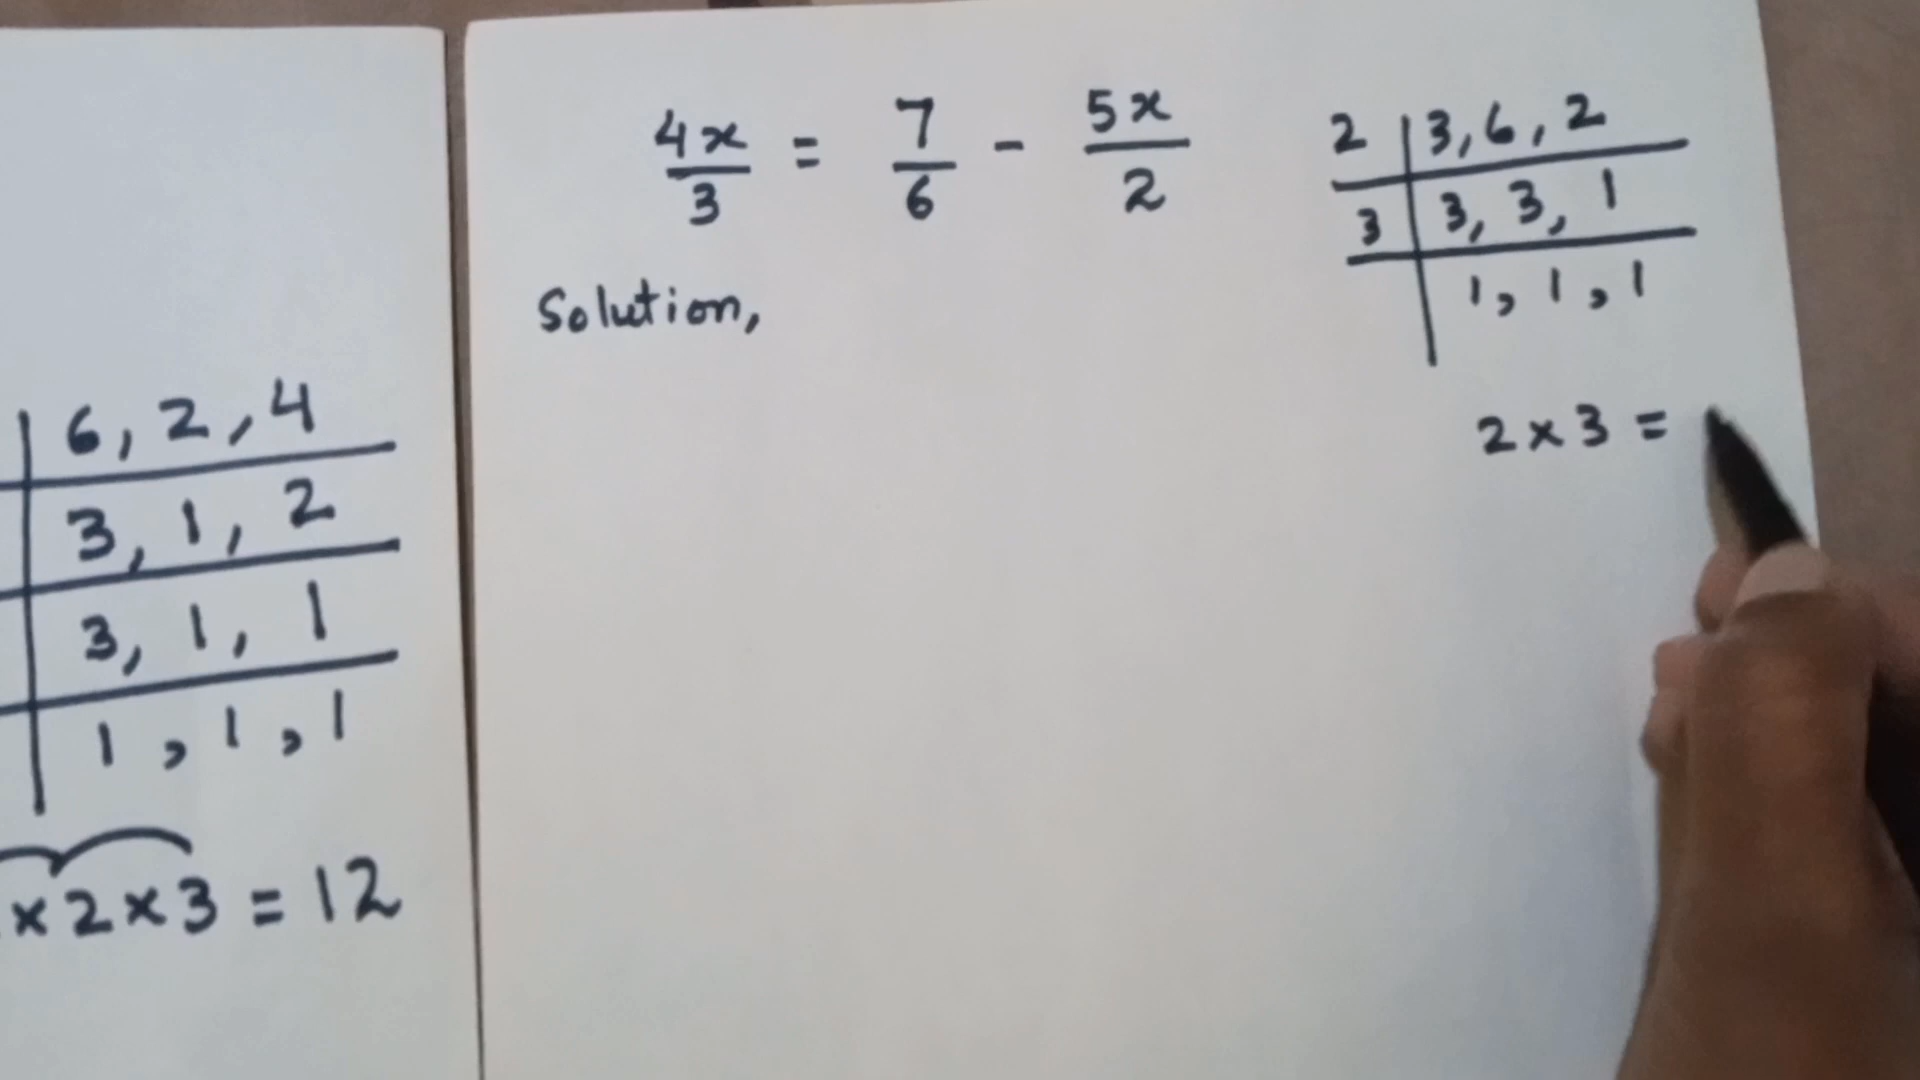 6, 2, 4
3, 1, 2
3, 1, 1
1, 1, 1
×2×3 = 12
4x/3 = 7/6 - 5x/2
Solution,
2 | 3, 6, 2
3 | 3, 3, 1
1, 1, 1
2×3 =